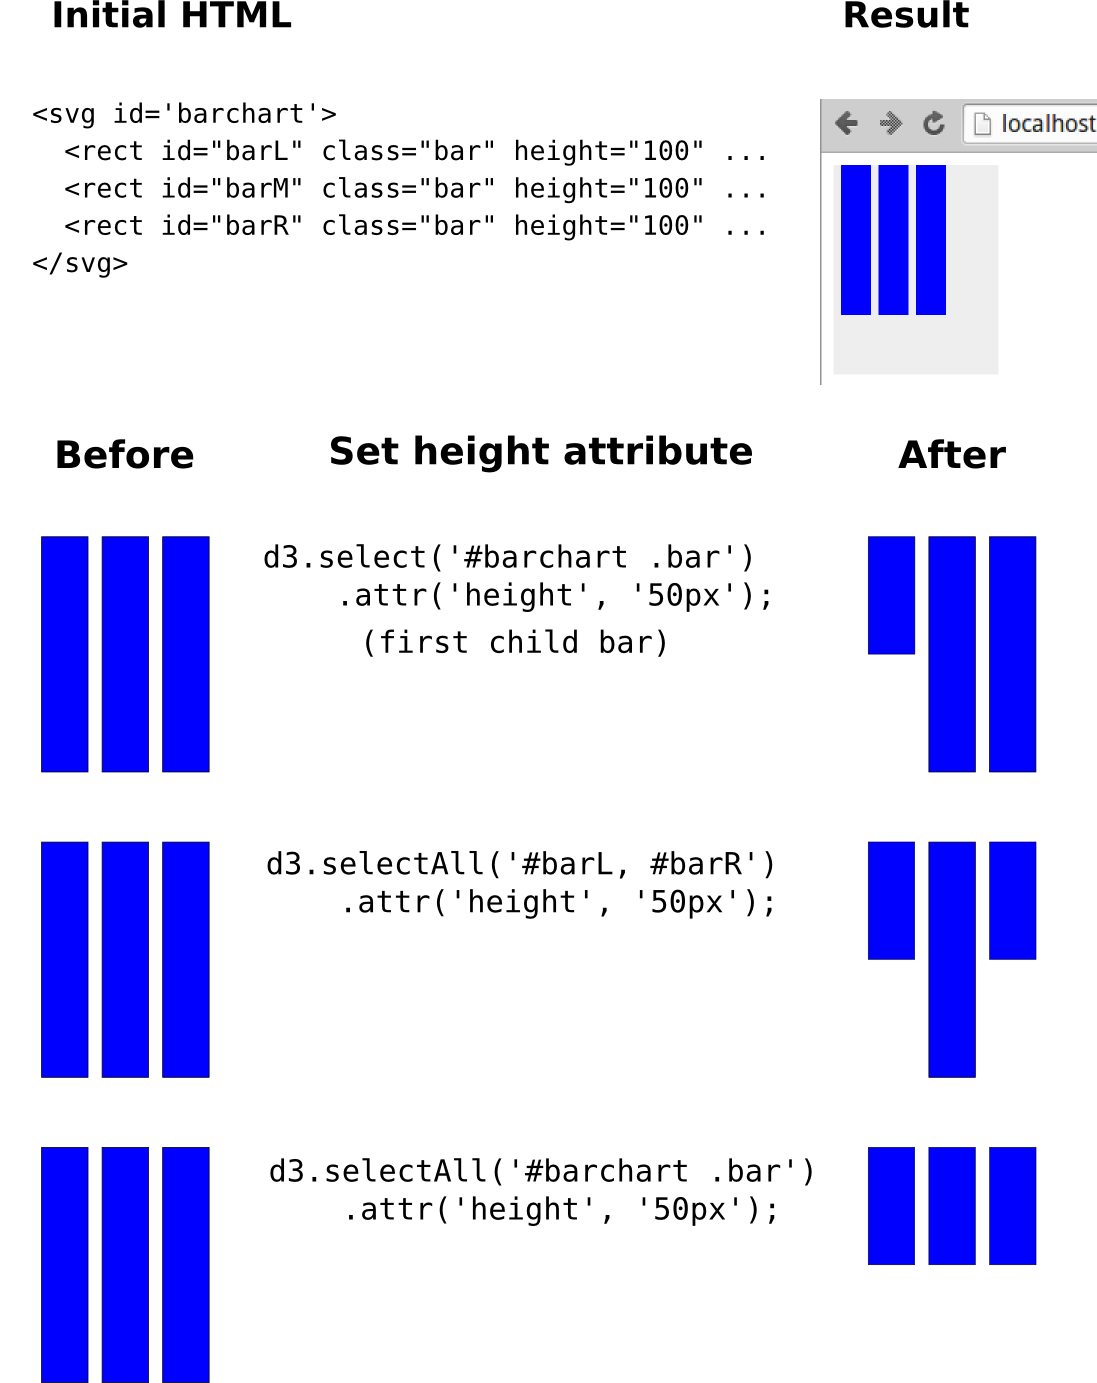 Initial HTML
Result
<svg id='barchart'>
  <rect id="barL" class="bar" height="100" ...
  <rect id="barM" class="bar" height="100" ...
  <rect id="barR" class="bar" height="100" ...
</svg>
localhost
Before
Set height attribute
After
d3.select('#barchart .bar')
.attr('height', '50px');
(first child bar)
d3.selectAll('#barL, #barR')
.attr('height', '50px');
d3.selectAll('#barchart .bar')
.attr('height', '50px');